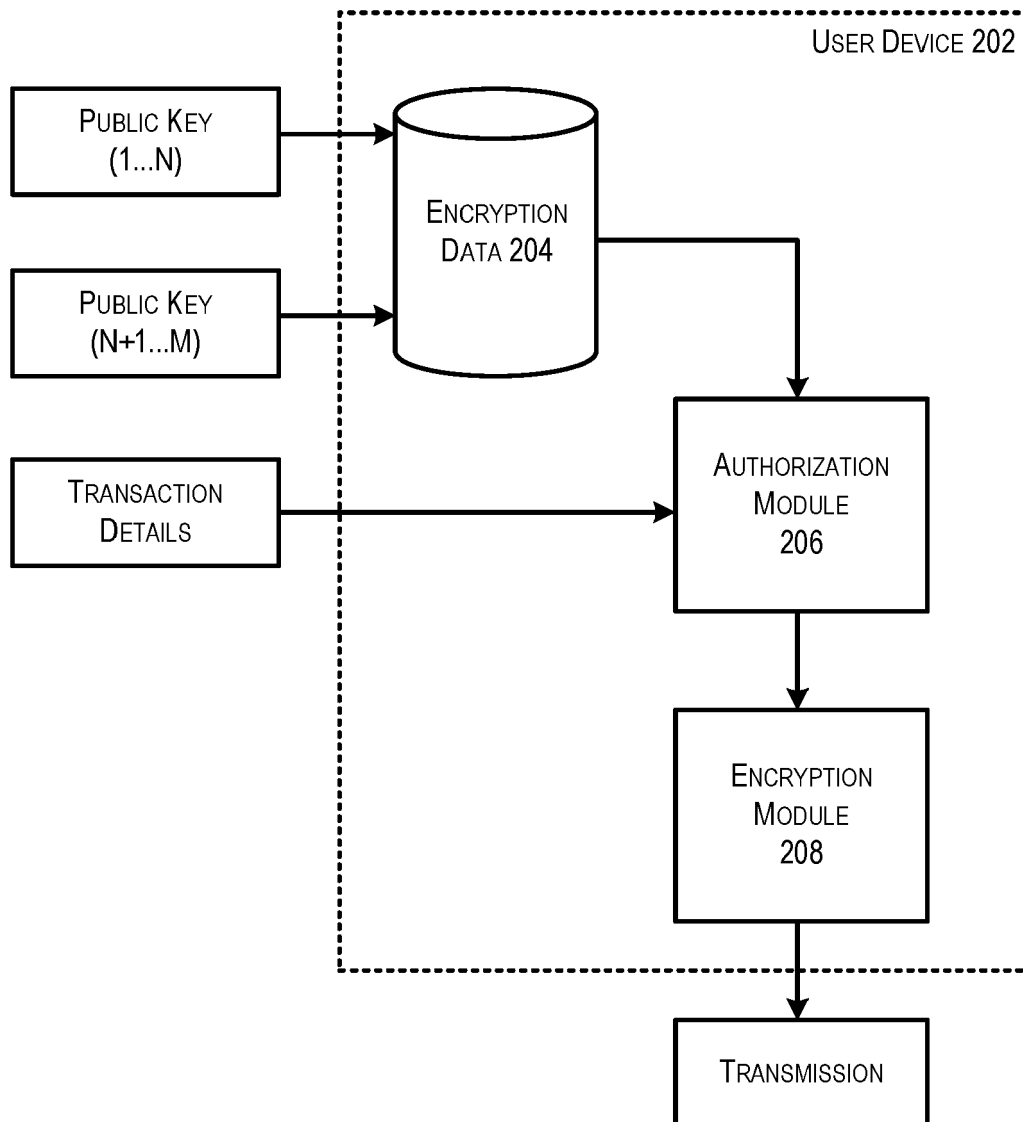 USER DEVICE 202
PUBLIC KEY
(1...N)
ENCRYPTION
DATA 204
PUBLIC KEY
(N+1...M)
TRANSACTION
DETAILS
AUTHORIZATION
MODULE
206
ENCRYPTION
MODULE
208
TRANSMISSION